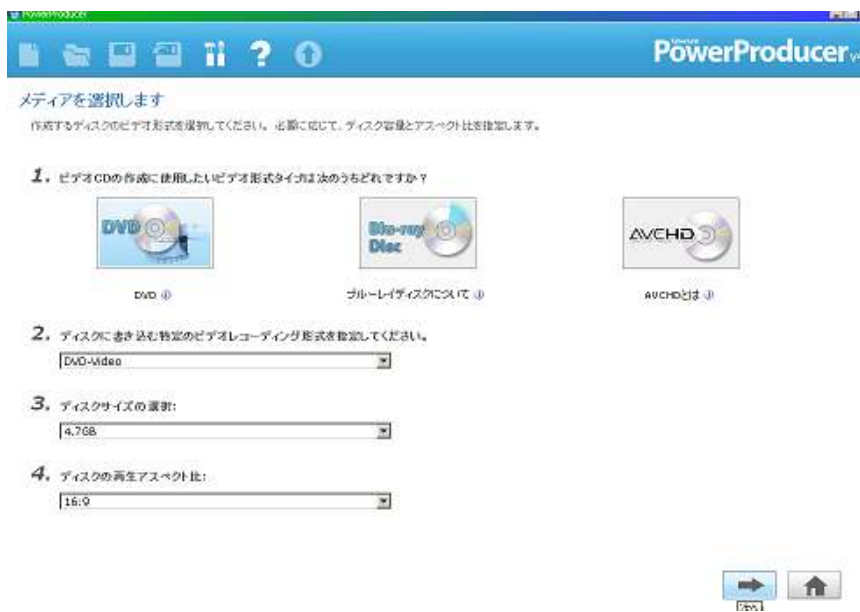 PowerProducer
PowerProducer
メディアを選択します
作成するディスクのビデオ形式を選択してください。必要に応じて、ディスク容量とアスペクト比を指定します。
1. ビデオCDの作成に使用したいビデオ形式タイプは次のうちどれですか?
DVD
Blu-ray Disc
AVCHD
DVD
ブルーレイディスクについて
AVCHDとは
2. ディスクに書き込む特定のビデオレコーディング形式を指定してください。
DVD-Video
3. ディスクサイズの選択:
4.7GB
4. ディスクの再生アスペクト比:
16:9